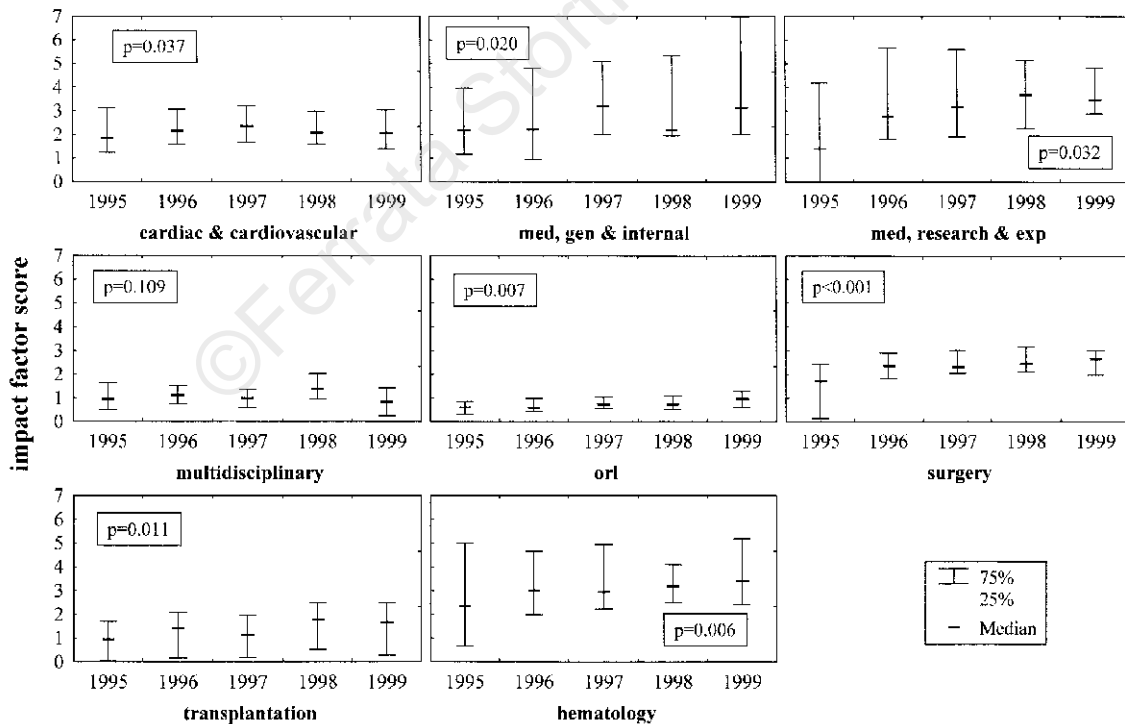 7
6
5
4
3
2
1
0
p=0.037
1995 1996 1997 1998 1999
cardiac & cardiovascular
p=0.020
1995 1996 1997 1998 1999
med, gen & internal
p=0.032
1995 1996 1997 1998 1999
med, research & exp
impact factor score
7
6
5
4
3
2
1
0
p=0.109
1995 1996 1997 1998 1999
multidisciplinary
p=0.007
1995 1996 1997 1998 1999
orl
p<0.001
1995 1996 1997 1998 1999
surgery
7
6
5
4
3
2
1
0
p=0.011
1995 1996 1997 1998 1999
transplantation
p=0.006
1995 1996 1997 1998 1999
hematology
75%
25%
Median
©Ferrata Storti